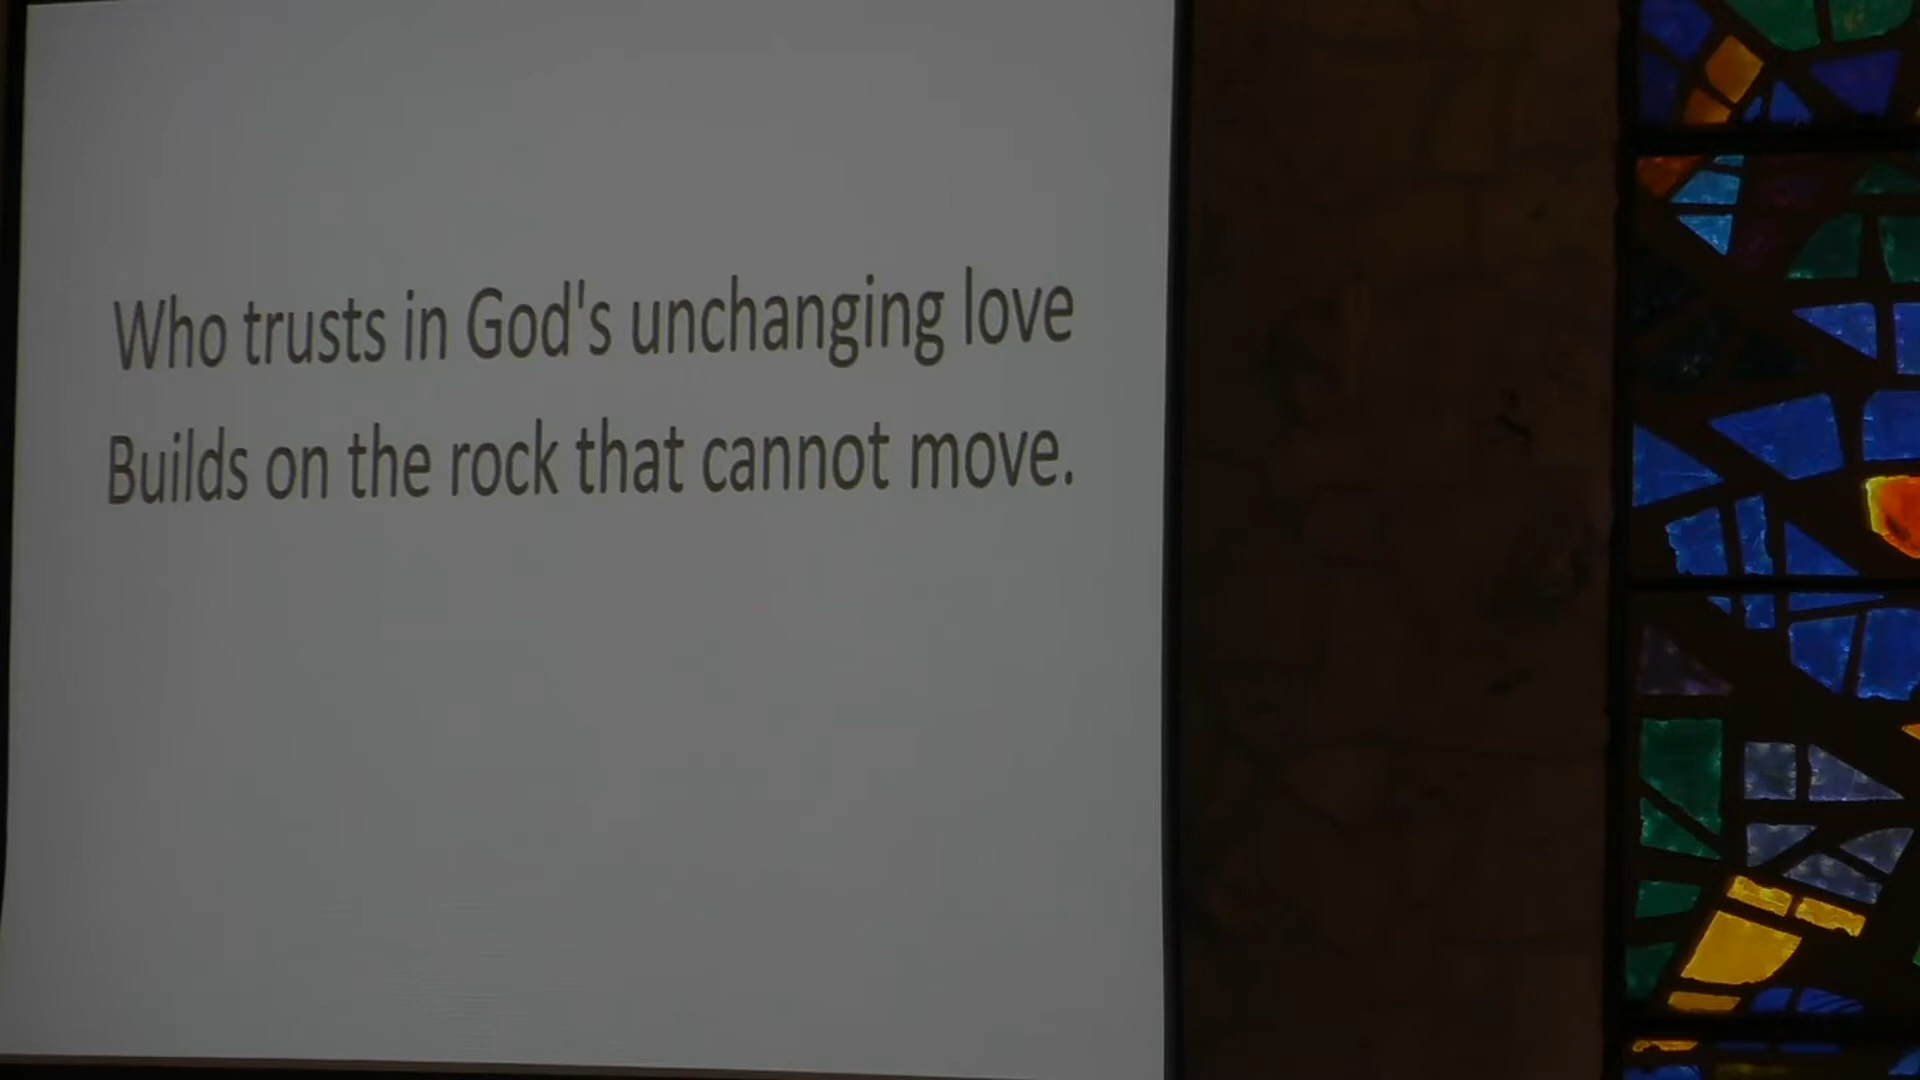 Who trusts in God's unchanging love
Builds on the rock that cannot move.